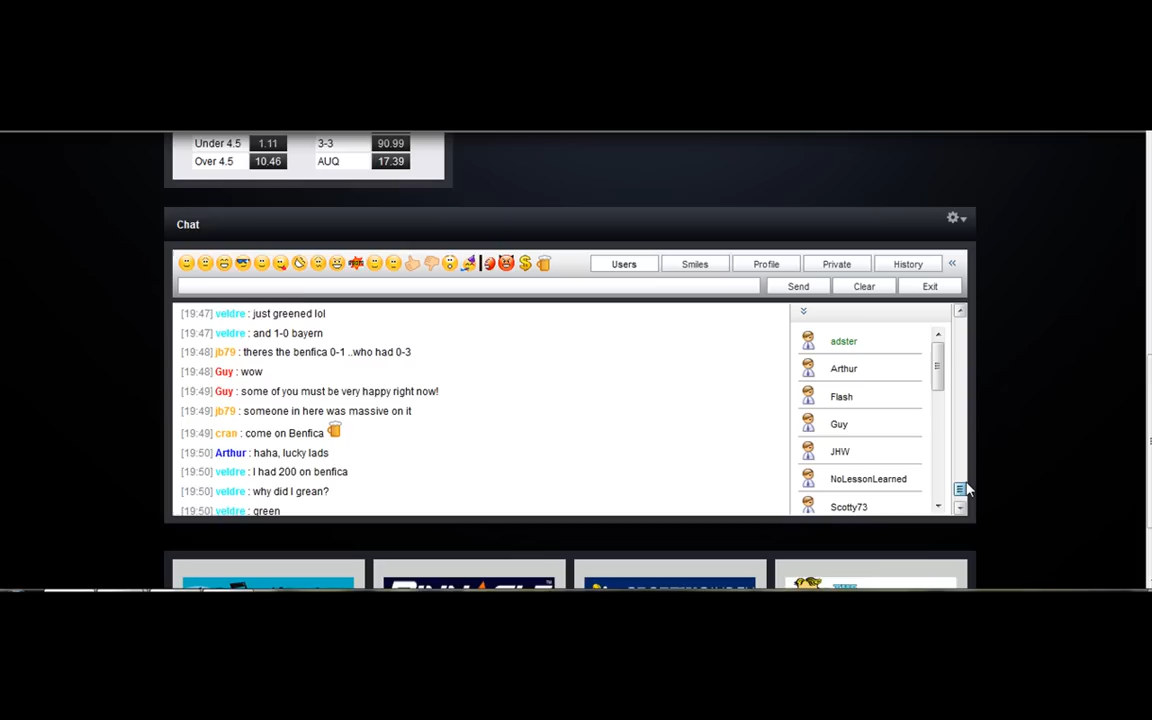 Under 4.5 1.11 3-3 90.99
Over 4.5 10.46 AUQ 17.39
Chat
Users Smiles Profile Private History «
Send Clear Exit
[19:47] veldre : just greened lol
[19:47] veldre : and 1-0 bayern
[19:48] jb79 : theres the benfica 0-1 ..who had 0-3
[19:48] Guy : wow
[19:49] Guy : some of you must be very happy right now!
[19:49] jb79 : someone in here was massive on it
[19:49] cran : come on Benfica
[19:50] Arthur : haha, lucky lads
[19:50] veldre : I had 200 on benfica
[19:50] veldre : why did I grean?
[19:50] veldre : green
adster
Arthur
Flash
Guy
JHW
NoLessonLearned
Scotty73